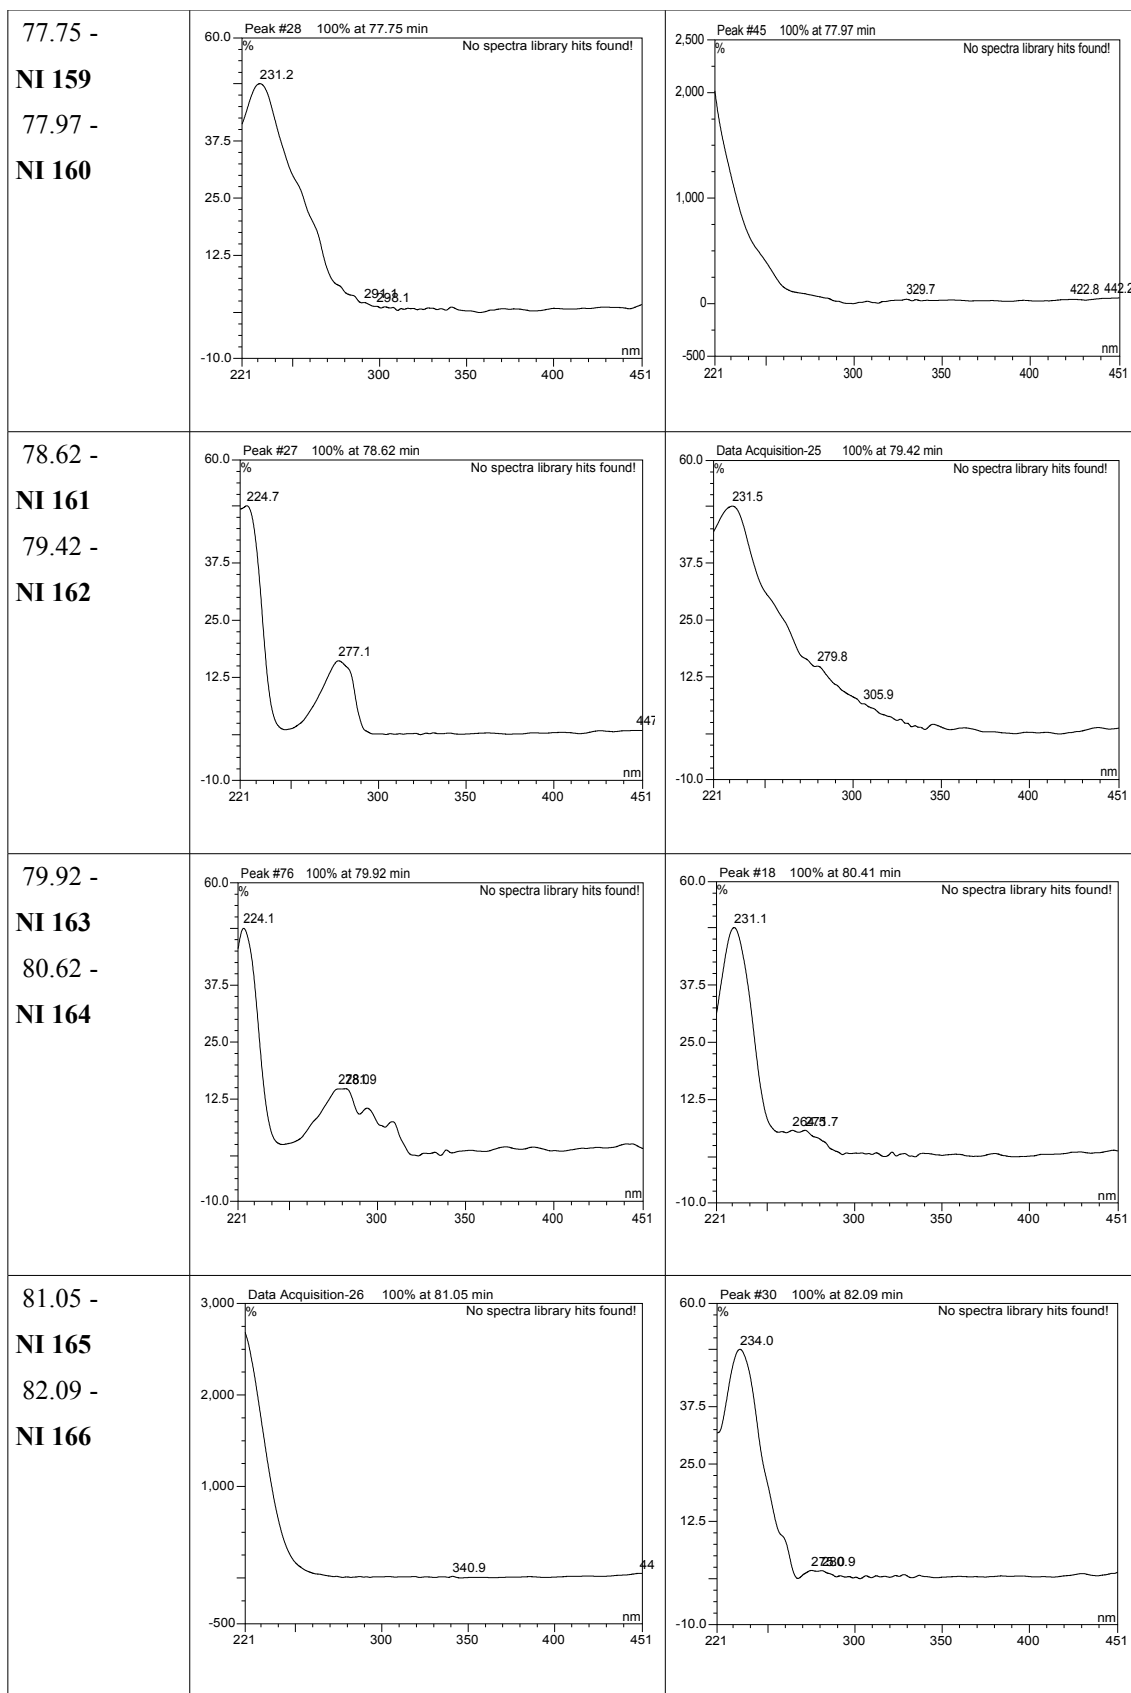 77.75 -
NI 159
77.97 -
NI 160
Peak #28 100% at 77.75 min
60.0
%
No spectra library hits found!
231.2
37.5
25.0
12.5
298.1
-10.0
nm
221 300 350 400 451
Peak #45 100% at 77.97 min
2,500
%
No spectra library hits found!
2,000
1,000
329.7 422.8 442.2
0
-500
nm
221 300 350 400 451
78.62 -
NI 161
79.42 -
NI 162
Peak #27 100% at 78.62 min
60.0
%
No spectra library hits found!
224.7
37.5
25.0
277.1
12.5
447
-10.0
nm
221 300 350 400 451
Data Acquisition-25 100% at 79.42 min
60.0
%
No spectra library hits found!
231.5
37.5
25.0
279.8
12.5
305.9
-10.0
nm
221 300 350 400 451
79.92 -
NI 163
80.62 -
NI 164
Peak #76 100% at 79.92 min
60.0
%
No spectra library hits found!
224.1
37.5
25.0
12.5
-10.0
nm
221 300 350 400 451
Peak #18 100% at 80.41 min
60.0
%
No spectra library hits found!
231.1
37.5
25.0
12.5
271.7
-10.0
nm
221 300 350 400 451
81.05 -
NI 165
82.09 -
NI 166
Data Acquisition-26 100% at 81.05 min
3,000
%
No spectra library hits found!
2,000
1,000
340.9 44
-500
nm
221 300 350 400 451
Peak #30 100% at 82.09 min
60.0
%
No spectra library hits found!
234.0
37.5
25.0
12.5
280.9
-10.0
nm
221 300 350 400 451